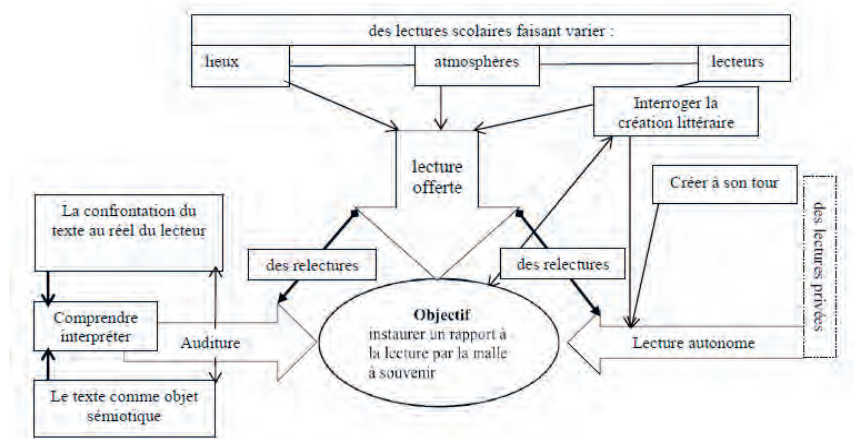 des lectures scolaires faisant varier :
lieux
atmosphères
lecteurs
Interroger la
création littéraire
lecture
offerte
Créer à son tour
des lectures privées
La confrontation du
texte au réel du lecteur
des relectures
des relectures
Comprendre
interpréter
Auditure
Objectif
instaurer un rapport à
la lecture par la malle
à souvenir
Lecture autonome
Le texte comme objet
sémiotique